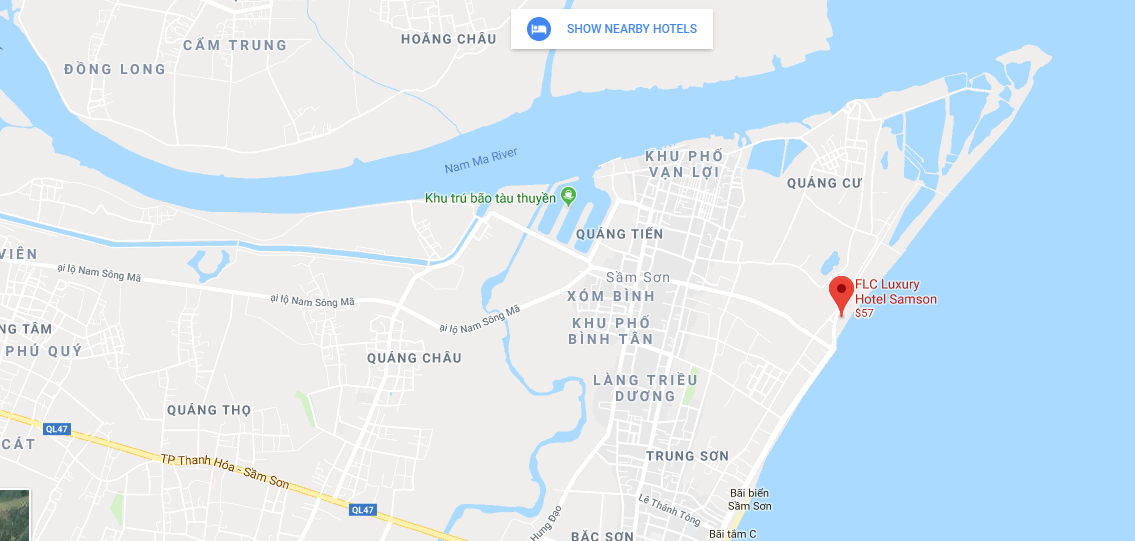 SHOW NEARBY HOTELS
HOẰNG CHÂU
CẨM TRUNG
ĐỒNG LONG
Nam Ma River
KHU PHỐ
VẠN LỢI
QUẢNG CƯ
Khu trú bão tàu thuyền
QUẢNG TIẾN
VIÊN
ại lộ Nam Sông Mã
Sầm Sơn
FLC Luxury
Hotel Samson
$57
XÓM BÌNH
ại lộ Nam Sông Mã
ại lộ Nam Sông Mã
NG TÂM
KHU PHỐ
BÌNH TÂN
PHÚ QUÝ
QUẢNG CHÂU
LÀNG TRIỀU
DƯƠNG
QUẢNG THỌ
QL47
CÁT
TP.Thanh Hóa - Sầm Sơn
TRUNG SƠN
Bãi biển
Sầm Sơn
Lê Thánh Tông
QL47
Hưng Đạo
Bãi tắm C
BẮC SƠN